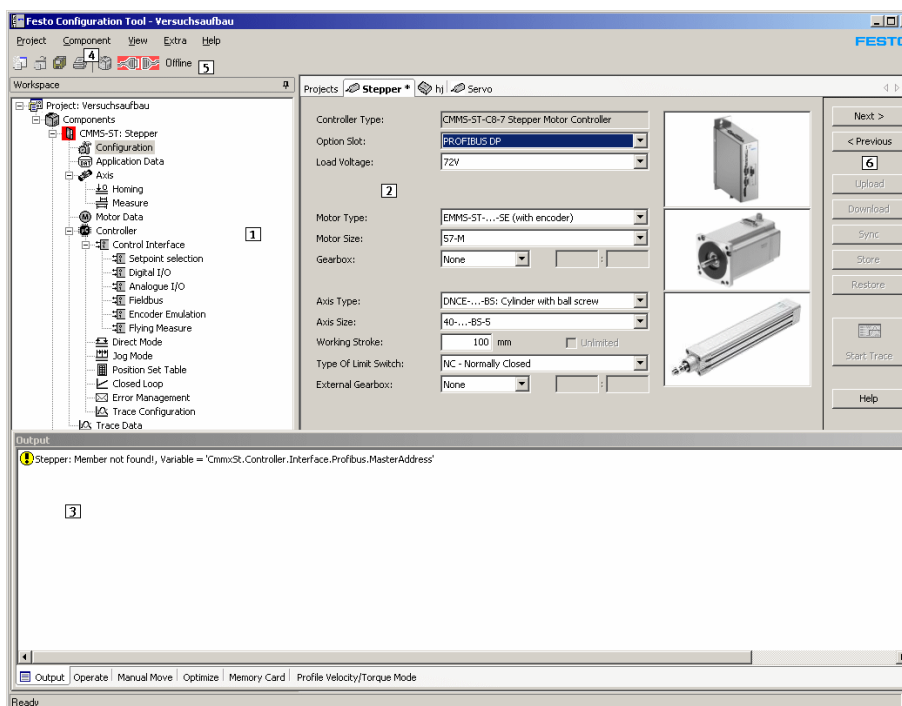 Festo Configuration Tool - Versuchsaufbau
Project Component View Extra Help
FESTO
4
Offline
5
Workspace
Projects Stepper * hj Servo
Project: Versuchsaufbau
Components
CMMS-ST: Stepper
Configuration
Application Data
Axis
Homing
Measure
Motor Data
Controller
1
Control Interface
Setpoint selection
Digital I/O
Analogue I/O
Fieldbus
Encoder Emulation
Flying Measure
Direct Mode
Jog Mode
Position Set Table
Closed Loop
Error Management
Trace Configuration
Trace Data
Controller Type: CMMS-ST-C8-7 Stepper Motor Controller
Option Slot: PROFIBUS DP
Load Voltage: 72V
2
Motor Type: EMMS-ST-...-SE (with encoder)
Motor Size: 57-M
Gearbox: None :
Axis Type: DNCE-...-BS: Cylinder with ball screw
Axis Size: 40-...-BS-5
Working Stroke: 100 mm Unlimited
Type Of Limit Switch: NC - Normally Closed
External Gearbox: None :
Next >
< Previous
6
Upload
Download
Sync
Store
Restore
Start Trace
Help
Output
Stepper: Member not found!, Variable = 'CmmxSt.Controller.Interface.Profibus.MasterAddress'
3
Output Operate Manual Move Optimize Memory Card Profile Velocity/Torque Mode
Ready